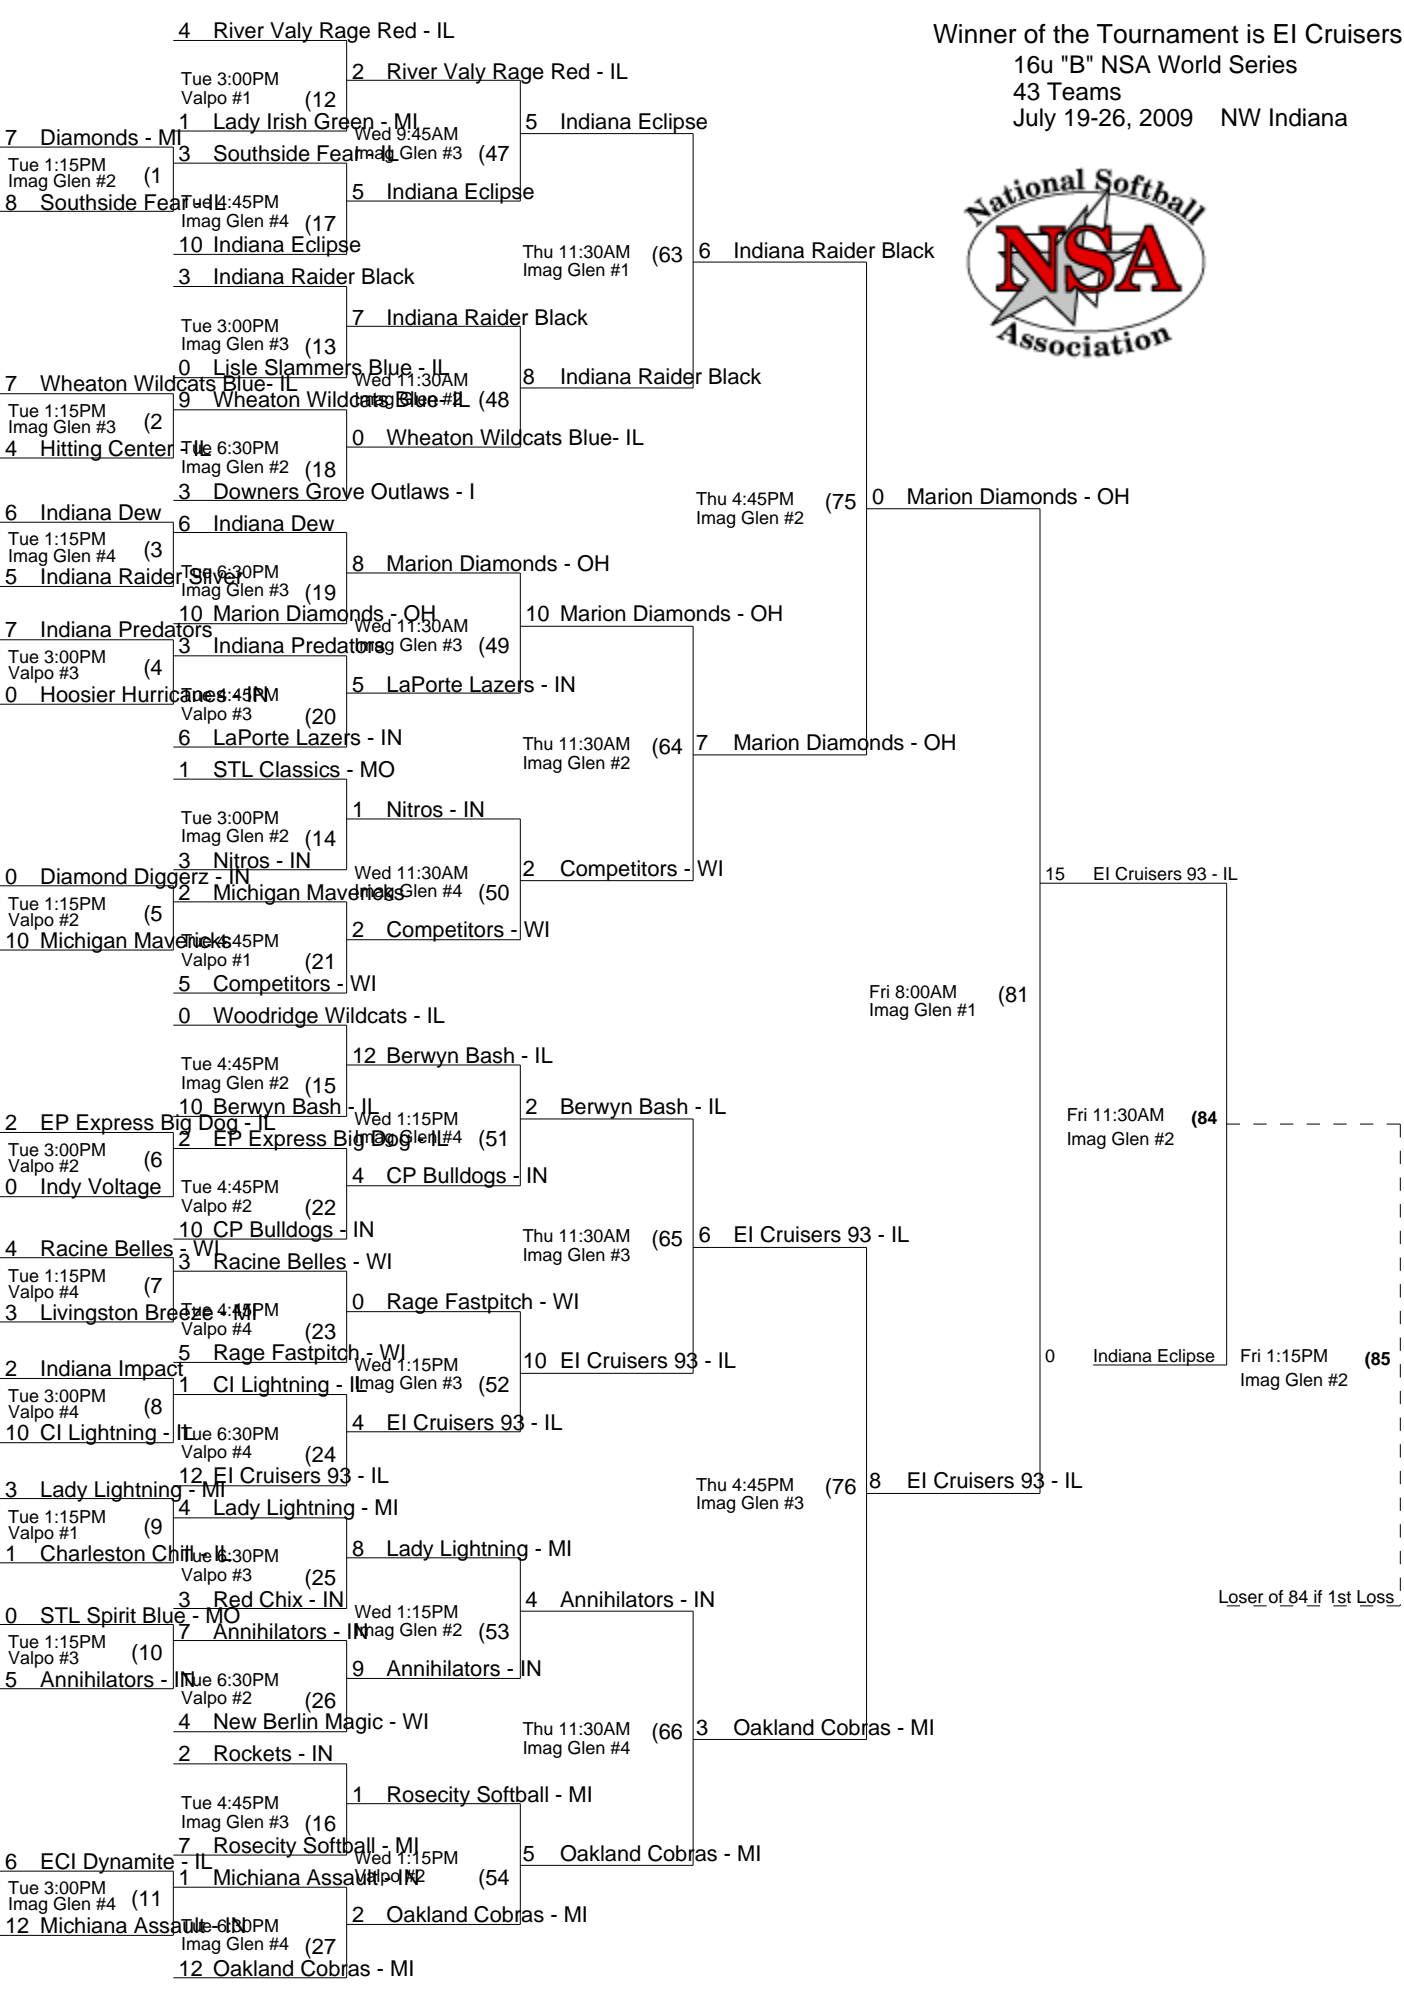 Winner of the Tournament is EI Cruisers
16u "B" NSA World Series
43 Teams
July 19-26, 2009 NW Indiana
National Softball
NSA
Association
7 Diamonds - MI
Tue 1:15PM
Imag Glen #2 (1
8 Southside Fear - IL
7 Wheaton Wildcats Blue- IL
Tue 1:15PM
Imag Glen #3 (2
4 Hitting Center - IL
6 Indiana Dew
Tue 1:15PM
Imag Glen #4 (3
5 Indiana Raider Silver
7 Indiana Predators
Tue 3:00PM
Valpo #3 (4
0 Hoosier Hurricanes - IN
0 Diamond Diggerz - IN
Tue 1:15PM
Valpo #2 (5
10 Michigan Mavericks
2 EP Express Big Dog - IL
Tue 3:00PM
Valpo #2 (6
0 Indy Voltage
4 Racine Belles - WI
Tue 1:15PM
Valpo #4 (7
3 Livingston Breeze - MI
2 Indiana Impact
Tue 3:00PM
Valpo #4 (8
10 CI Lightning - IL
3 Lady Lightning - MI
Tue 1:15PM
Valpo #1 (9
1 Charleston Chill - IL
0 STL Spirit Blue - MO
Tue 1:15PM
Valpo #3 (10
5 Annihilators - IN
6 ECI Dynamite - IL
Tue 3:00PM
Imag Glen #4 (11
12 Michiana Assault - IN
4 River Valy Rage Red - IL
Tue 3:00PM
Valpo #1 (12
1 Lady Irish Green - MI
3 Southside Fear - IL
Tue 4:45PM
Imag Glen #4 (17
10 Indiana Eclipse
3 Indiana Raider Black
Tue 3:00PM
Imag Glen #3 (13
0 Lisle Slammers Blue - IL
9 Wheaton Wildcats Blue- IL
Tue 6:30PM
Imag Glen #2 (18
3 Downers Grove Outlaws - I
6 Indiana Dew
Tue 6:30PM
Imag Glen #3 (19
10 Marion Diamonds - OH
3 Indiana Predators
Tue 4:45PM
Valpo #3 (20
6 LaPorte Lazers - IN
1 STL Classics - MO
Tue 3:00PM
Imag Glen #2 (14
3 Nitros - IN
2 Michigan Mavericks
Tue 4:45PM
Valpo #1 (21
5 Competitors - WI
0 Woodridge Wildcats - IL
Tue 4:45PM
Imag Glen #2 (15
10 Berwyn Bash - IL
2 EP Express Big Dog - IL
Tue 4:45PM
Valpo #2 (22
10 CP Bulldogs - IN
3 Racine Belles - WI
Tue 4:45PM
Valpo #4 (23
5 Rage Fastpitch - WI
1 CI Lightning - IL
Tue 6:30PM
Valpo #4 (24
12 EI Cruisers 93 - IL
4 Lady Lightning - MI
Tue 6:30PM
Valpo #3 (25
3 Red Chix - IN
7 Annihilators - IN
Tue 6:30PM
Valpo #2 (26
4 New Berlin Magic - WI
2 Rockets - IN
Tue 4:45PM
Imag Glen #3 (16
7 Rosecity Softball - MI
1 Michiana Assault - IN
Tue 6:30PM
Imag Glen #4 (27
12 Oakland Cobras - MI
2 River Valy Rage Red - IL
Wed 9:45AM
Imag Glen #3 (47
5 Indiana Eclipse
7 Indiana Raider Black
Wed 11:30AM
Imag Glen #2 (48
0 Wheaton Wildcats Blue- IL
8 Marion Diamonds - OH
Wed 11:30AM
Imag Glen #3 (49
5 LaPorte Lazers - IN
1 Nitros - IN
Wed 11:30AM
Imag Glen #4 (50
2 Competitors - WI
12 Berwyn Bash - IL
Wed 1:15PM
Imag Glen #4 (51
4 CP Bulldogs - IN
0 Rage Fastpitch - WI
Wed 1:15PM
Imag Glen #3 (52
4 EI Cruisers 93 - IL
8 Lady Lightning - MI
Wed 1:15PM
Imag Glen #2 (53
9 Annihilators - IN
1 Rosecity Softball - MI
Wed 1:15PM
Valpo #2 (54
2 Oakland Cobras - MI
5 Indiana Eclipse
Thu 11:30AM (63
Imag Glen #1
8 Indiana Raider Black
10 Marion Diamonds - OH
Thu 11:30AM (64
Imag Glen #2
2 Competitors - WI
2 Berwyn Bash - IL
Thu 11:30AM (65
Imag Glen #3
10 EI Cruisers 93 - IL
4 Annihilators - IN
Thu 11:30AM (66
Imag Glen #4
5 Oakland Cobras - MI
6 Indiana Raider Black
Thu 4:45PM (75
Imag Glen #2
7 Marion Diamonds - OH
6 EI Cruisers 93 - IL
Thu 4:45PM (76
Imag Glen #3
3 Oakland Cobras - MI
0 Marion Diamonds - OH
Fri 8:00AM (81
Imag Glen #1
8 EI Cruisers 93 - IL
15 EI Cruisers 93 - IL
Fri 11:30AM (84
Imag Glen #2
0 Indiana Eclipse
Fri 1:15PM (85
Imag Glen #2
Loser of 84 if 1st Loss